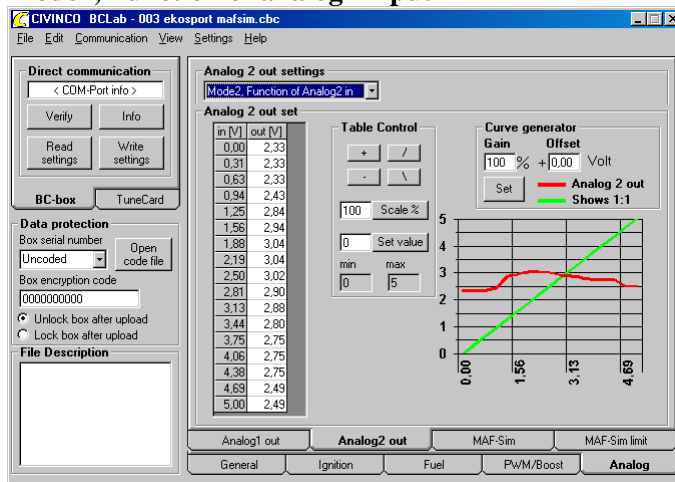 CIVINCO BCLab - 003 ekosport mafsim.cbc
File Edit Communication View Settings Help
Direct communication
< COM-Port info >
Verify Info
Read settings Write settings
BC-box TuneCard
Data protection
Box serial number
Uncoded
Open code file
Box encryption code
0000000000
Unlock box after upload
Lock box after upload
File Description
Analog 2 out settings
Mode2, Function of Analog2 in
Analog 2 out set
in [V] out [V]
0,00 2,33
0,31 2,33
0,63 2,33
0,94 2,43
1,25 2,84
1,56 2,94
1,88 3,04
2,19 3,04
2,50 3,02
2,81 2,90
3,13 2,88
3,44 2,80
3,75 2,75
4,06 2,75
4,38 2,75
4,69 2,49
5,00 2,49
Table Control
+ /
- \
100 Scale %
0 Set value
min max
0 5
Curve generator
Gain Offset
100 % + 0,00 Volt
Set
Analog 2 out
Shows 1:1
5
4
3
2
1
0
0,00 1,56 3,13 4,69
Analog1 out Analog2 out MAF-Sim MAF-Sim limit
General Ignition Fuel PWM/Boost Analog